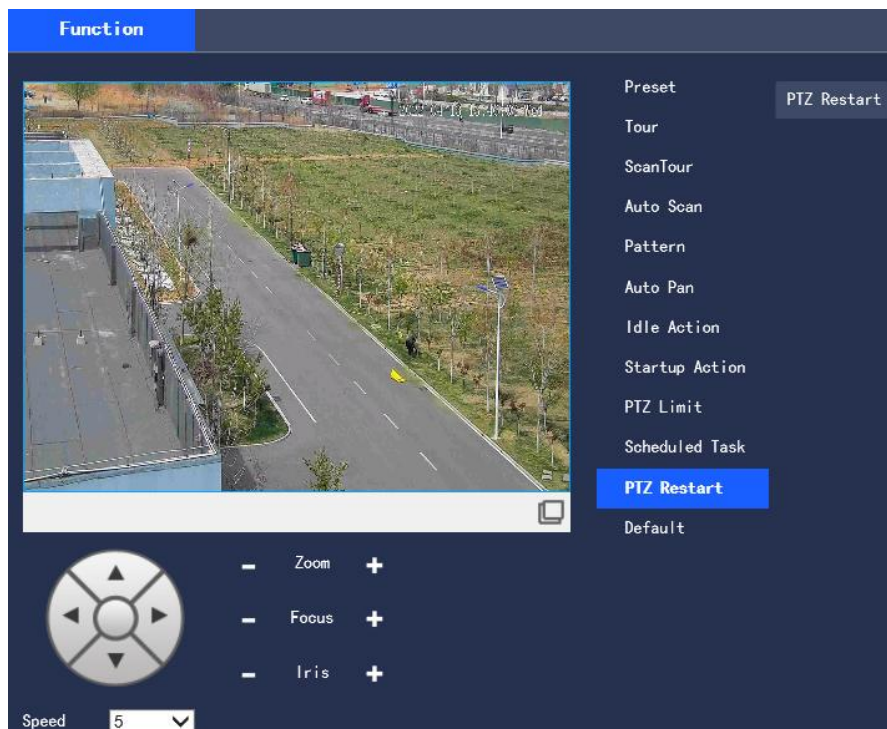 Function
Preset
PTZ Restart
Tour
ScanTour
Auto Scan
Pattern
Auto Pan
Idle Action
Startup Action
PTZ Limit
Scheduled Task
PTZ Restart
Default
- Zoom +
- Focus +
- Iris +
Speed 5